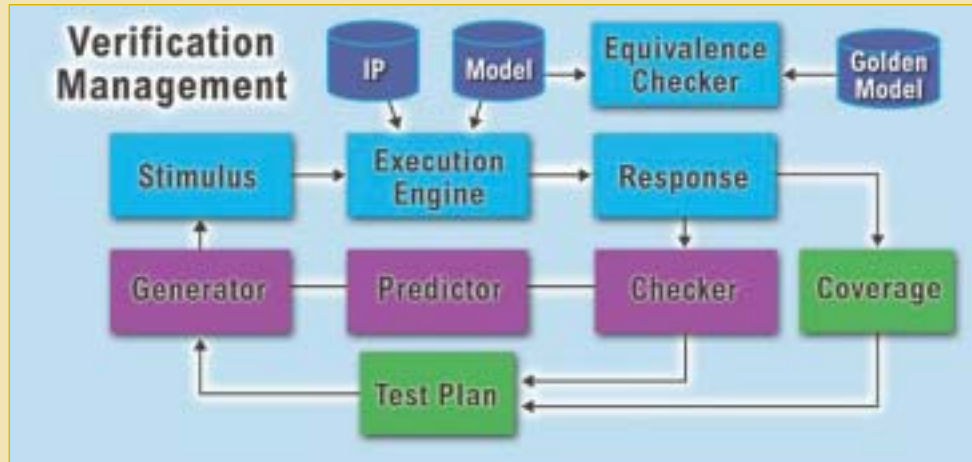 Verification
Management
IP
Model
Equivalence
Checker
Golden
Model
Stimulus
Execution
Engine
Response
Generator
Predictor
Checker
Coverage
Test Plan